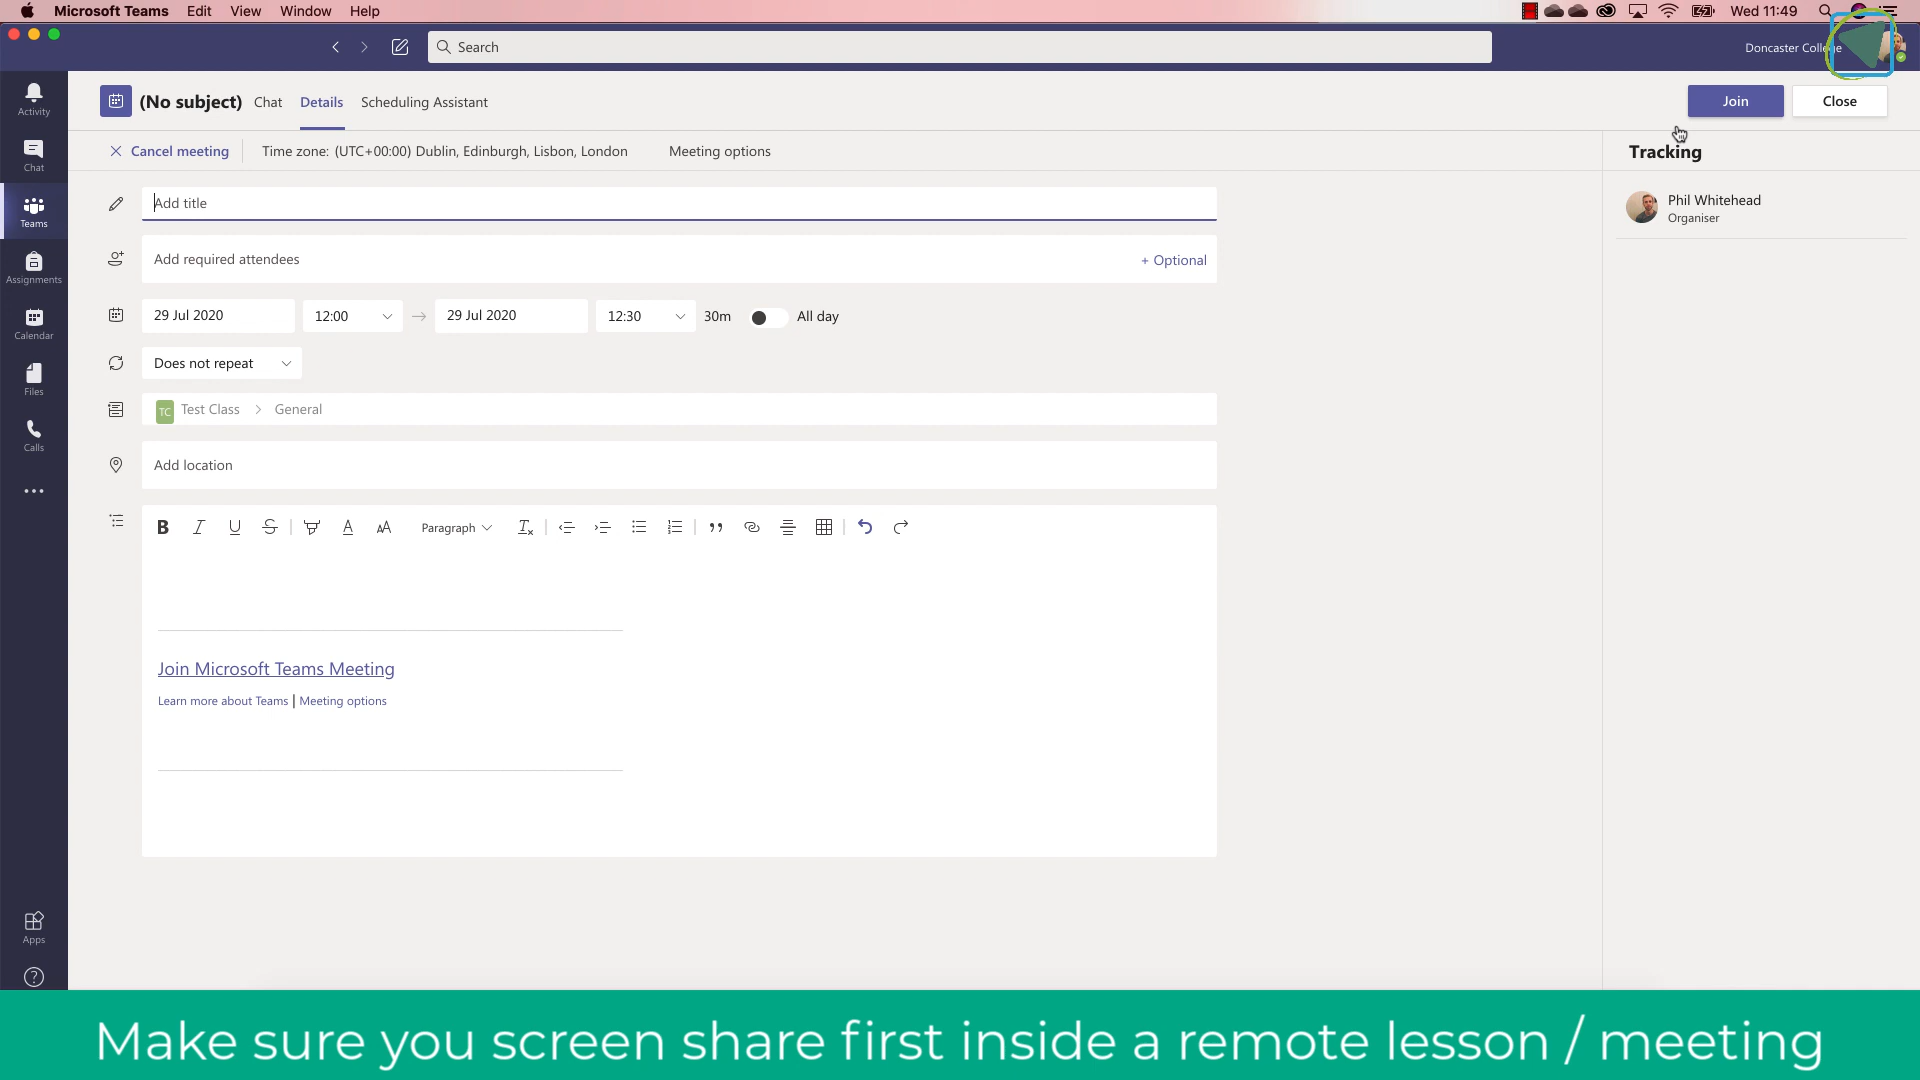 Microsoft Teams Edit View Window Help Wed 11:49
Search Doncaster College
(No subject) Chat Details Scheduling Assistant Join Close
Cancel meeting Time zone: (UTC+00:00) Dublin, Edinburgh, Lisbon, London Meeting options
Tracking
Phil Whitehead
Organiser
Activity
Chat
Teams
Assignments
Calendar
Files
Calls
Apps
Add title
Add required attendees + Optional
29 Jul 2020 12:00 29 Jul 2020 12:30 30m All day
Does not repeat
TC Test Class General
Add location
B I U S A AA Paragraph
Join Microsoft Teams Meeting
Learn more about Teams | Meeting options
Make sure you screen share first inside a remote lesson / meeting